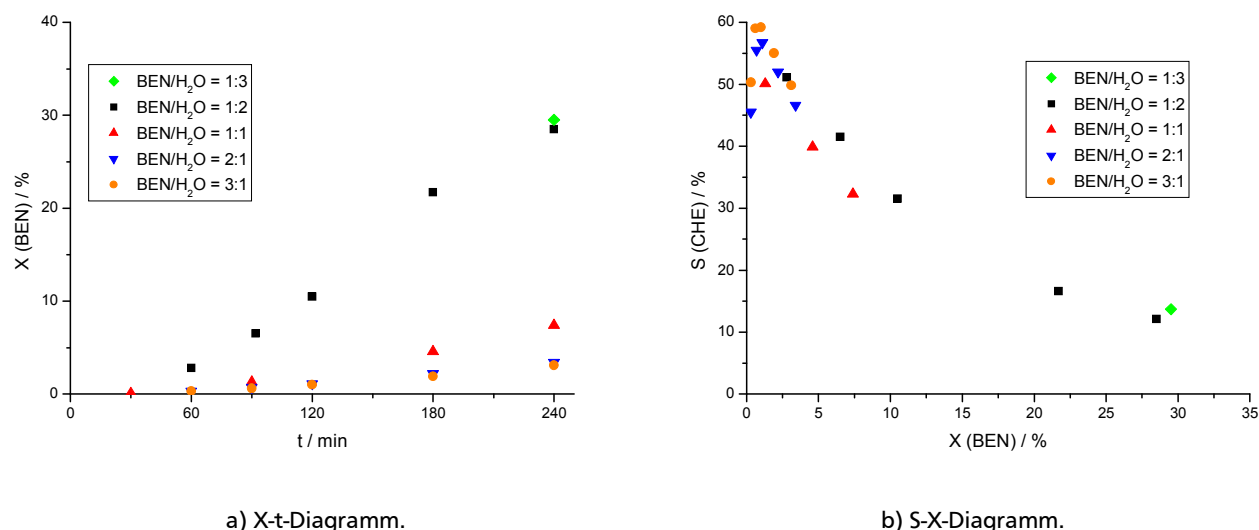 40
30
20
10
0
X (BEN) / %
BEN/H₂O = 1:3
BEN/H₂O = 1:2
BEN/H₂O = 1:1
BEN/H₂O = 2:1
BEN/H₂O = 3:1
0 60 120 180 240
t / min
a) X-t-Diagramm.
60
50
40
30
20
10
0
S (CHE) / %
BEN/H₂O = 1:3
BEN/H₂O = 1:2
BEN/H₂O = 1:1
BEN/H₂O = 2:1
BEN/H₂O = 3:1
0 5 10 15 20 25 30 35
X (BEN) / %
b) S-X-Diagramm.